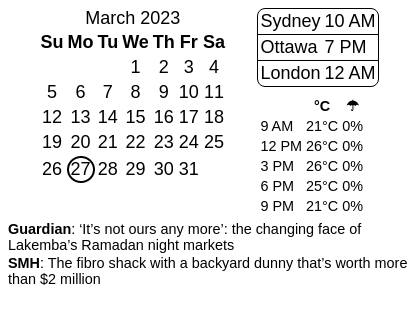 March 2023
Su Mo Tu We Th Fr Sa
1 2 3 4
5 6 7 8 9 10 11
12 13 14 15 16 17 18
19 20 21 22 23 24 25
26 27 28 29 30 31
Sydney 10 AM
Ottawa 7 PM
London 12 AM
°C ☂
9 AM 21°C 0%
12 PM 26°C 0%
3 PM 26°C 0%
6 PM 25°C 0%
9 PM 21°C 0%
Guardian: ‘It’s not ours any more’: the changing face of
Lakemba’s Ramadan night markets
SMH: The fibro shack with a backyard dunny that’s worth more
than $2 million